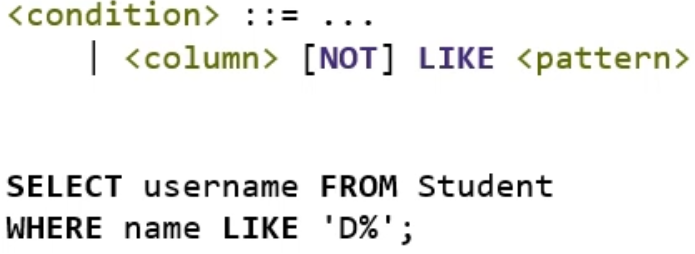 <condition> ::= ...
| <column> [NOT] LIKE <pattern>
SELECT username FROM Student
WHERE name LIKE 'D%';